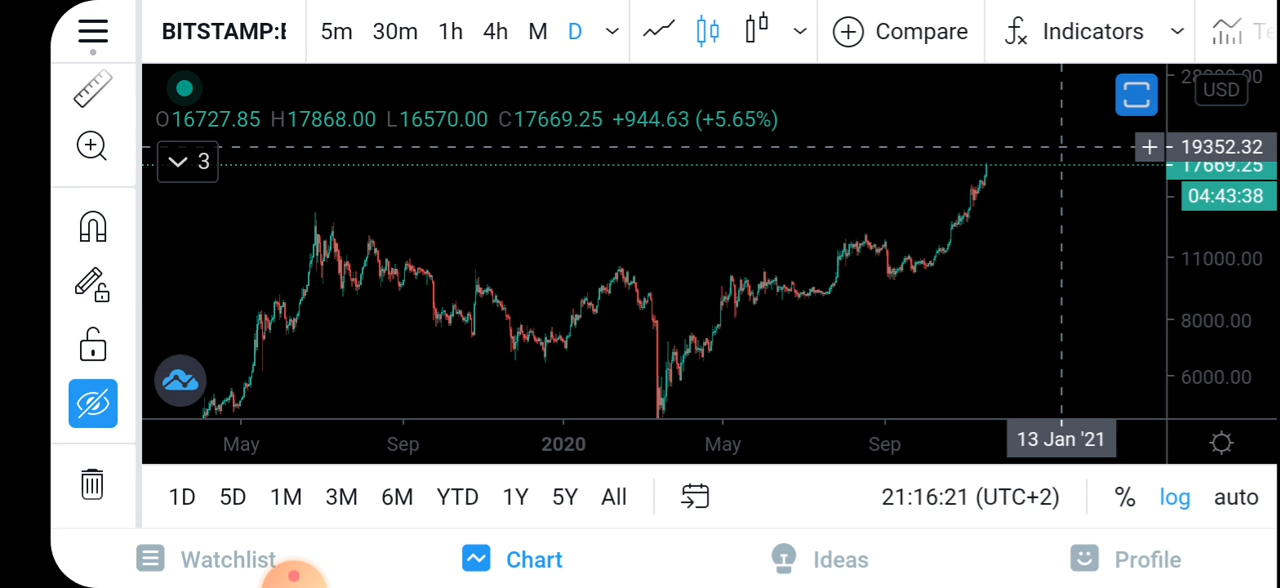 BITSTAMP:E 5m 30m 1h 4h M D Compare Indicators
28000.00
USD
O16727.85 H17868.00 L16570.00 C17669.25 +944.63 (+5.65%)
+ 19352.32
3
17669.25
04:43:38
11000.00
8000.00
6000.00
May Sep 2020 May Sep 13 Jan '21
1D 5D 1M 3M 6M YTD 1Y 5Y All 21:16:21 (UTC+2) % log auto
Watchlist Chart Ideas Profile